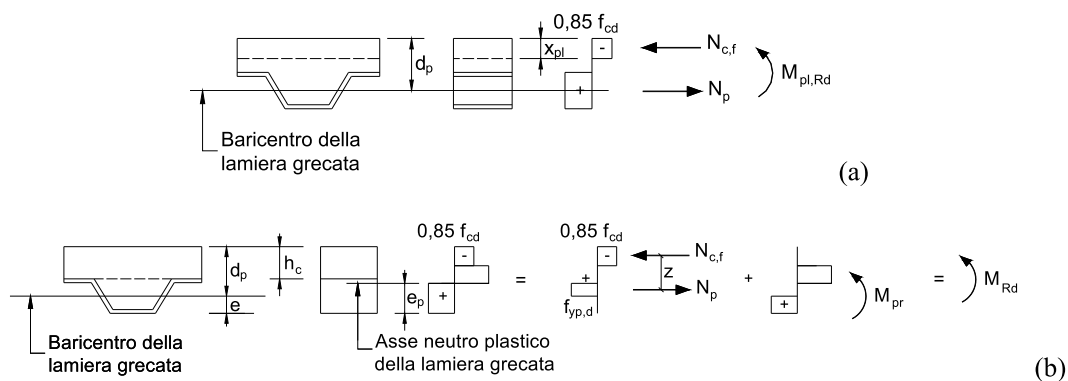 0,85 f_cd
x_pl
d_p
-
+
N_c,f
N_p
M_pl,Rd
Baricentro della
lamiera grecata
(a)
0,85 f_cd
0,85 f_cd
d_p
h_c
e
e_p
-
+
=
-
+
f_yp,d
N_c,f
z
N_p
+
+
M_pr
=
M_Rd
Baricentro della
lamiera grecata
Asse neutro plastico
della lamiera grecata
(b)